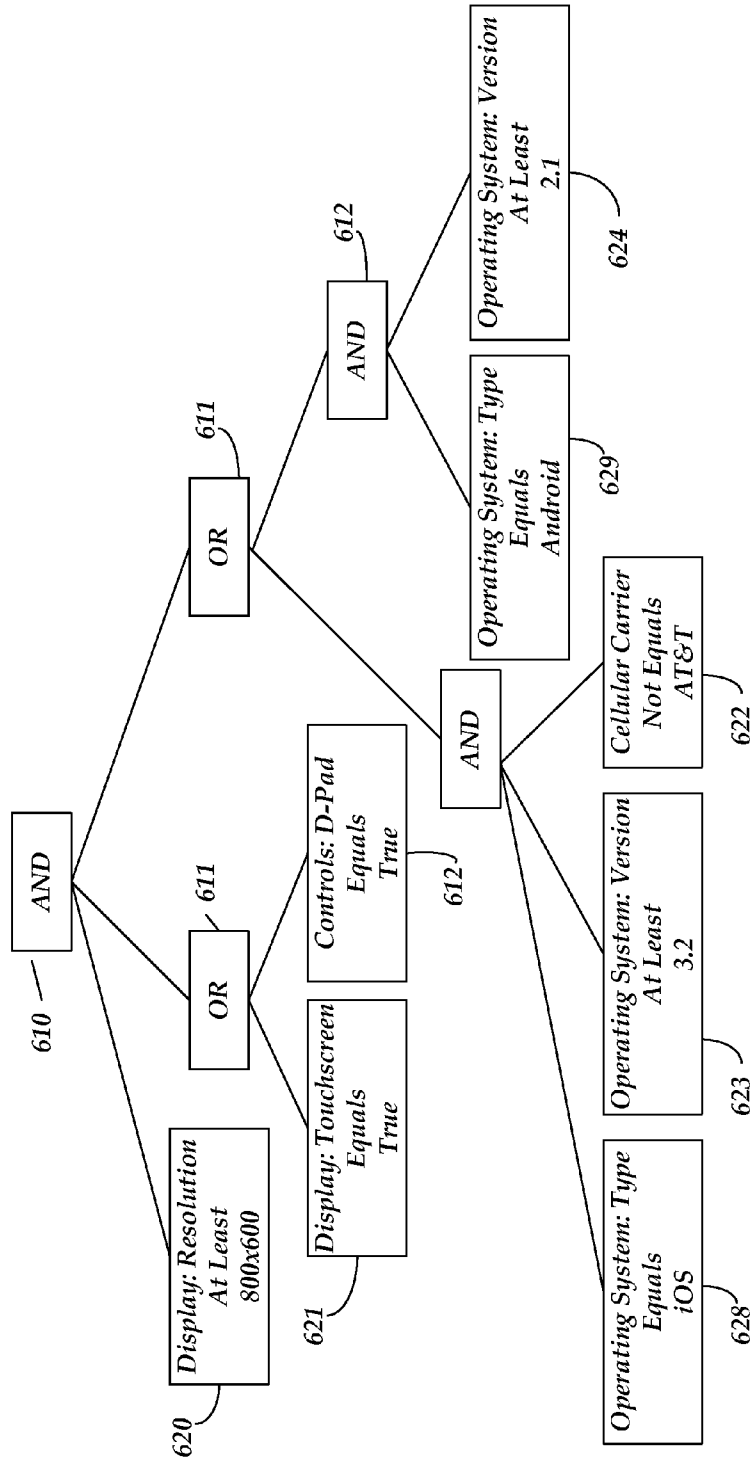 AND
610
OR
611
OR
611
AND
612
Display: Resolution
At Least
800x600
620
Display: Touchscreen
Equals
True
621
Controls: D-Pad
Equals
True
612
AND
Operating System: Type
Equals
Android
629
Operating System: Version
At Least
2.1
624
Operating System: Type
Equals
iOS
628
Operating System: Version
At Least
3.2
623
Cellular Carrier
Not Equals
AT&T
622